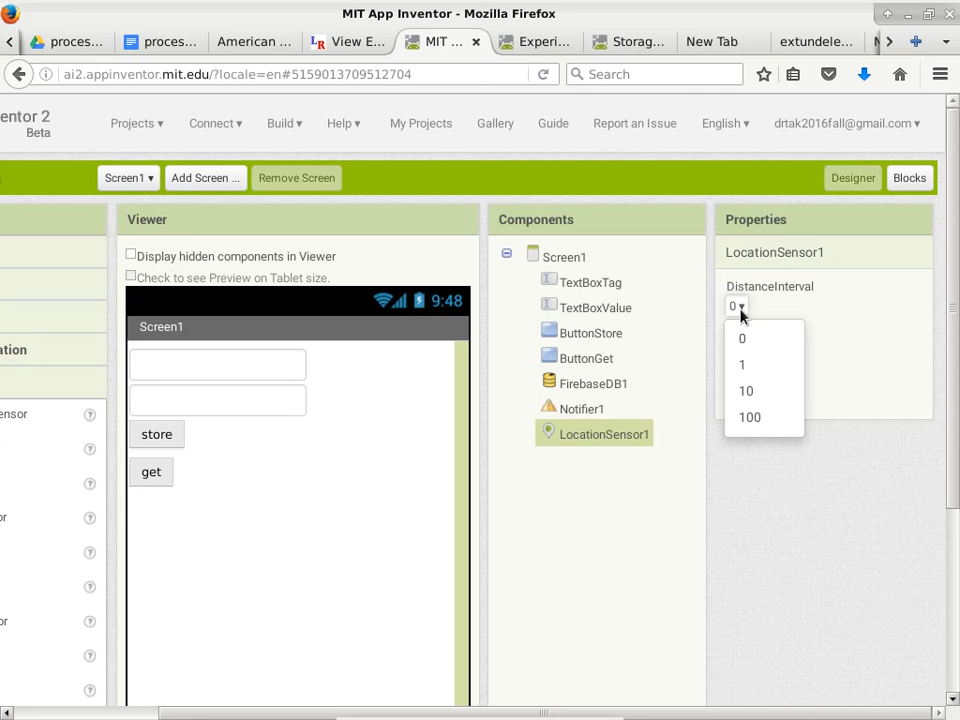 MIT App Inventor - Mozilla Firefox
proces...
proces...
American ...
View E...
MIT ...
Experi...
Storag...
New Tab
extundele...
ai2.appinventor.mit.edu/?locale=en#5159013709512704
Search
entor 2
Beta
Projects ▾
Connect ▾
Build ▾
Help ▾
My Projects
Gallery
Guide
Report an Issue
English ▾
drtak2016fall@gmail.com ▾
Screen1 ▾
Add Screen ...
Remove Screen
Designer
Blocks
Viewer
Display hidden components in Viewer
Check to see Preview on Tablet size.
9:48
Screen1
store
get
ation
ensor
or
or
Components
Screen1
TextBoxTag
TextBoxValue
ButtonStore
ButtonGet
FirebaseDB1
Notifier1
LocationSensor1
Properties
LocationSensor1
DistanceInterval
0 ▾
0
1
10
100